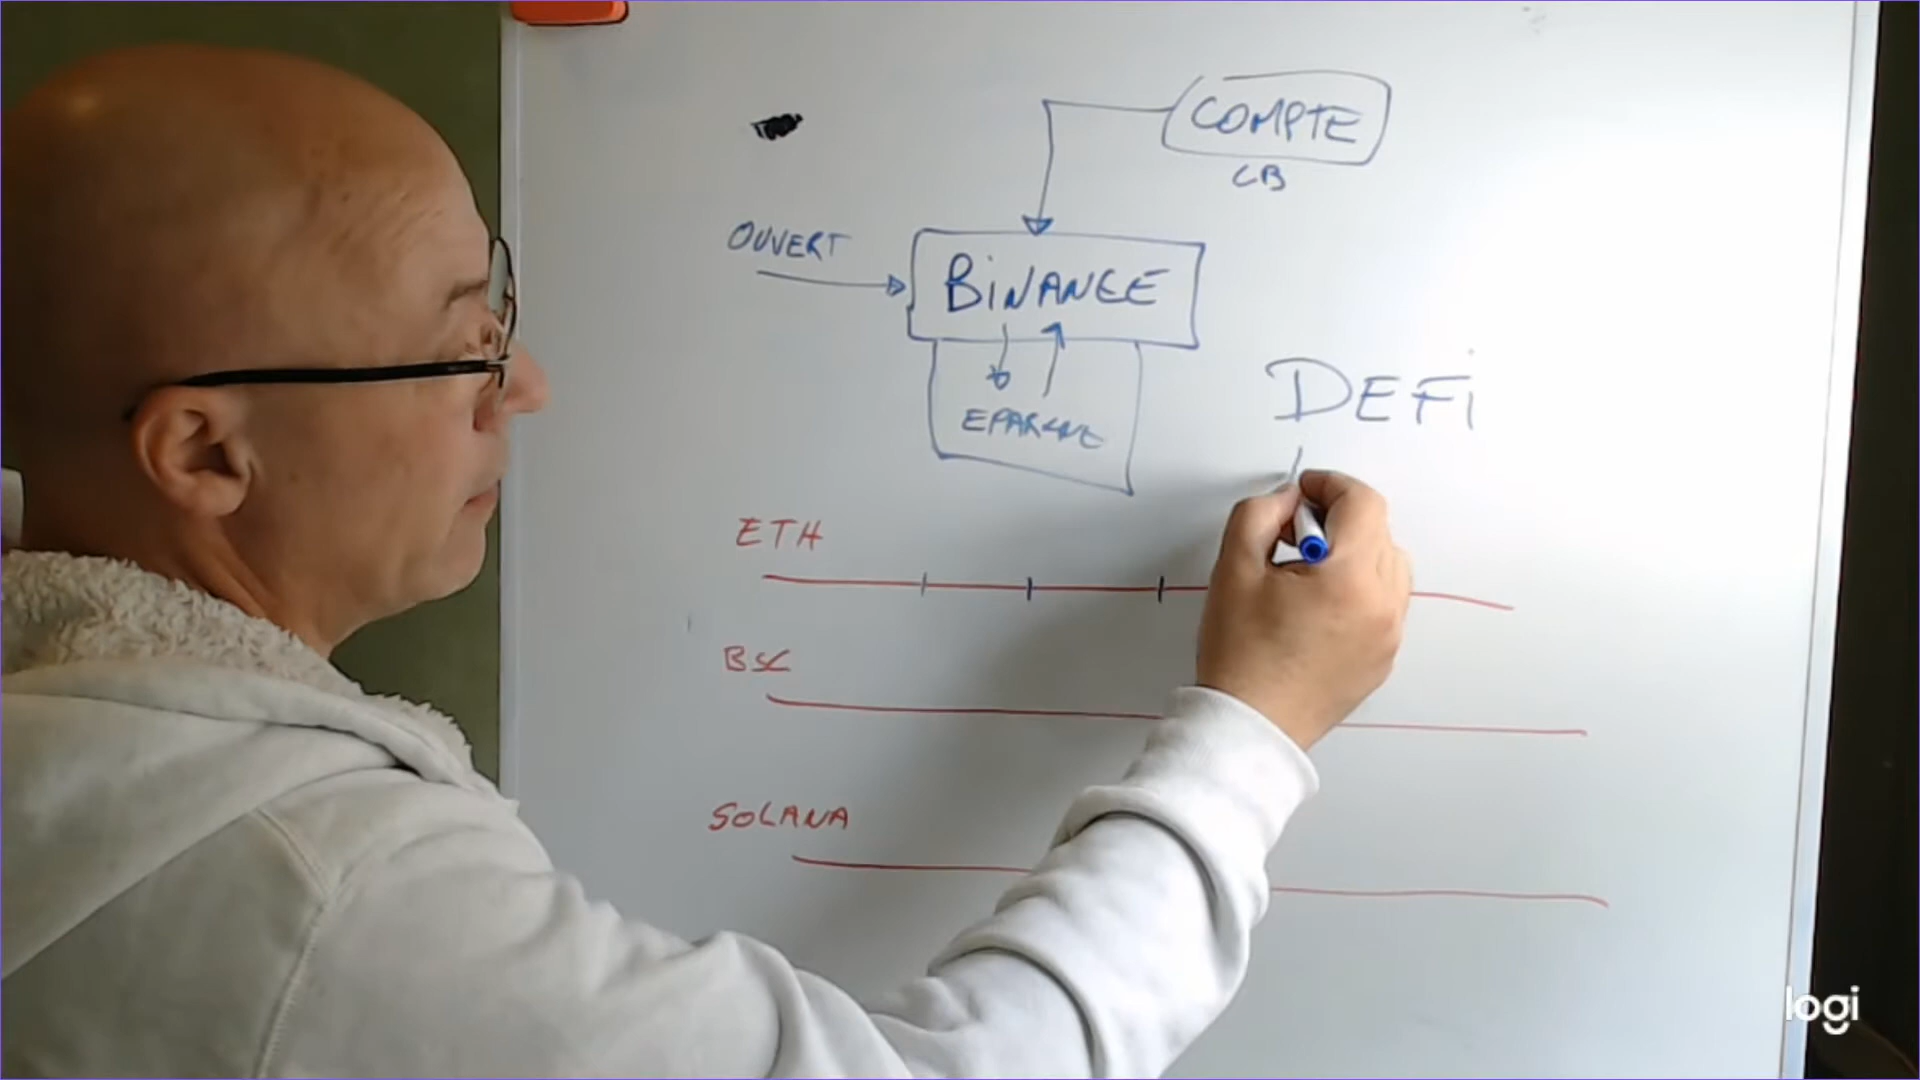 COMPTE
CB
OUVERT
BINANCE
EPARGNE
DEFI
ETH
BSC
SOLANA
logi